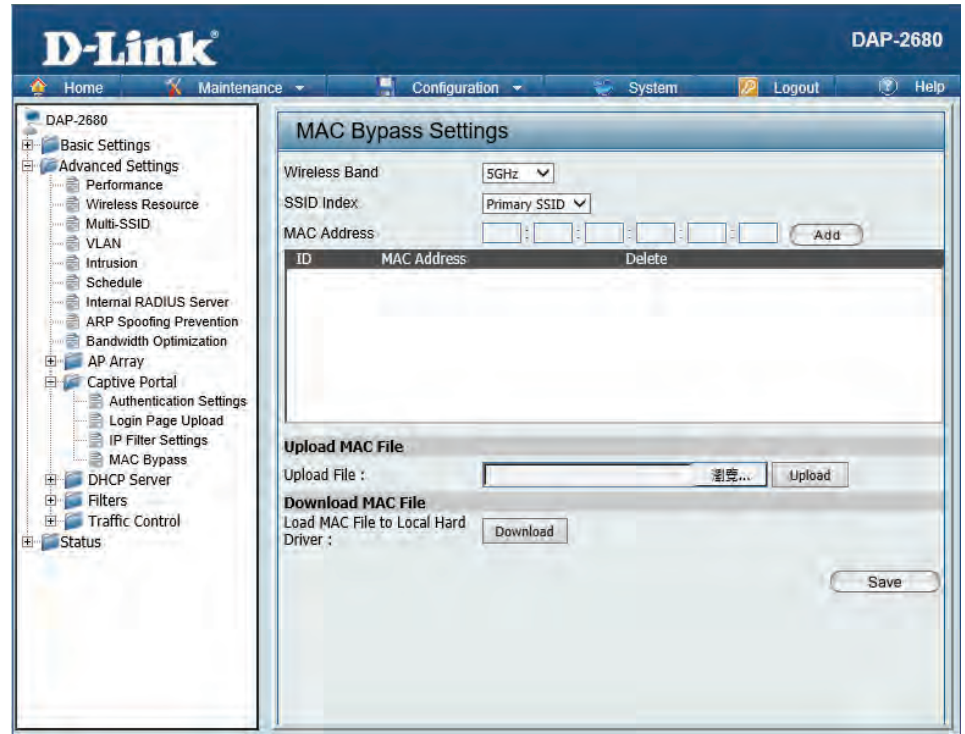 D-Link®
DAP-2680
Home Maintenance Configuration System Logout Help
DAP-2680
Basic Settings
Advanced Settings
Performance
Wireless Resource
Multi-SSID
VLAN
Intrusion
Schedule
Internal RADIUS Server
ARP Spoofing Prevention
Bandwidth Optimization
AP Array
Captive Portal
Authentication Settings
Login Page Upload
IP Filter Settings
MAC Bypass
DHCP Server
Filters
Traffic Control
Status
MAC Bypass Settings
Wireless Band 5GHz
SSID Index Primary SSID
MAC Address : : : : : Add
ID MAC Address Delete
Upload MAC File
Upload File : 瀏覽... Upload
Download MAC File
Load MAC File to Local Hard
Driver : Download
Save